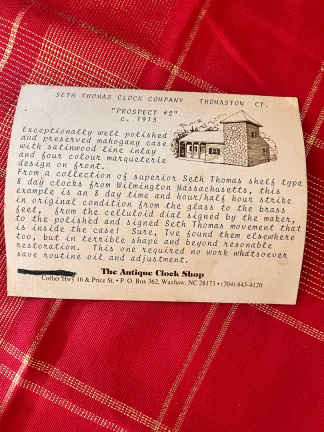 SETH THOMAS CLOCK COMPANY THOMASTON CT.
"PROSPECT #2"
c. 1918
Exceptionally well polished
and preserved mahogany case
with satinwood line inlay
and four colour marqueterie
design on front.
From a collection of superior Seth Thomas shelf type
8 day clocks from Wilmington Massachusetts, this
example is an 8 day time and hour/half hour strike
in original condition from the glass to the brass
feet, from the celluloid dial signed by the maker,
to the polished and signed Seth Thomas movement that
is inside the case! Sure, Ive found them elsewhere
too, but in terrible shape and beyond resonable
restoration. This one required no work whatsoever
save routine oil and adjustment.
The Antique Clock Shop
Corner Hwy 16 & Price St. • P. O. Box 362, Waxhaw, NC 28173 • (704) 843-4120